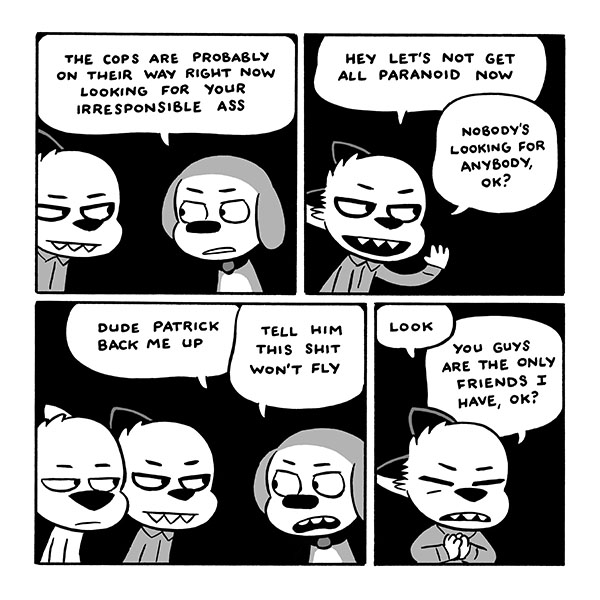 THE COPS ARE PROBABLY
ON THEIR WAY RIGHT NOW
LOOKING FOR YOUR
IRRESPONSIBLE ASS
HEY LET'S NOT GET
ALL PARANOID NOW
NOBODY'S
LOOKING FOR
ANYBODY,
OK?
DUDE PATRICK
BACK ME UP
TELL HIM
THIS SHIT
WON'T FLY
LOOK
YOU GUYS
ARE THE ONLY
FRIENDS I
HAVE, OK?